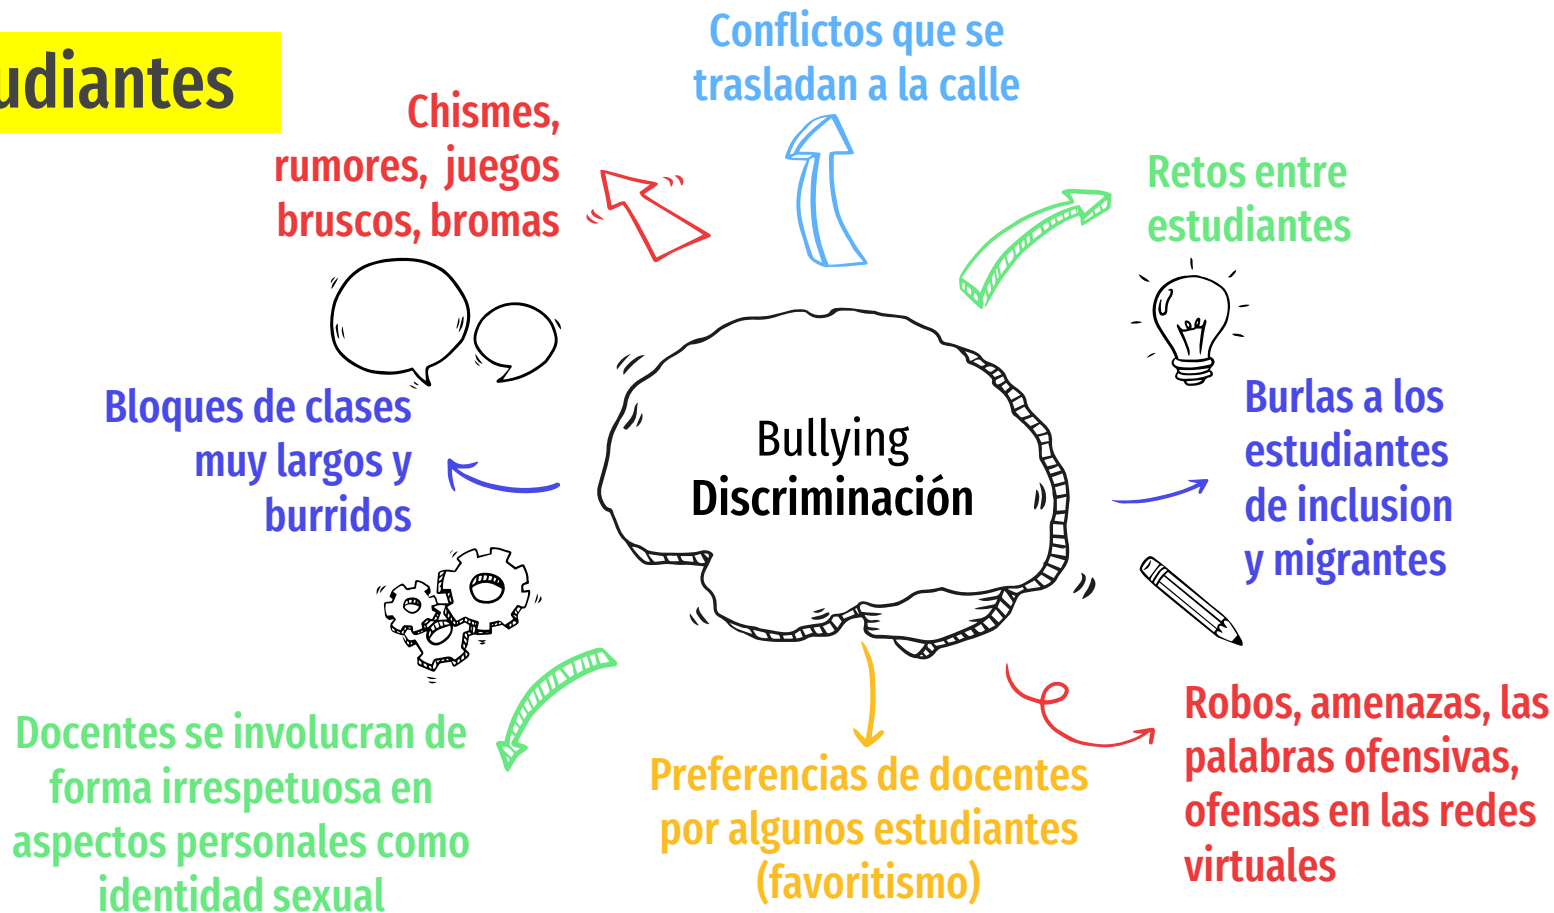 udiantes
Conflictos que se
trasladan a la calle
Chismes,
rumores, juegos
bruscos, bromas
Retos entre
estudiantes
Bloques de clases
muy largos y
burridos
Bullying
Discriminación
Burlas a los
estudiantes
de inclusion
y migrantes
Docentes se involucran de
forma irrespetuosa en
aspectos personales como
identidad sexual
Preferencias de docentes
por algunos estudiantes
(favoritismo)
Robos, amenazas, las
palabras ofensivas,
ofensas en las redes
virtuales